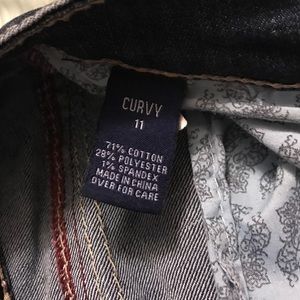 CURVY
11
71% COTTON
28% POLYESTER
1% SPANDEX
MADE IN CHINA
OVER FOR CARE